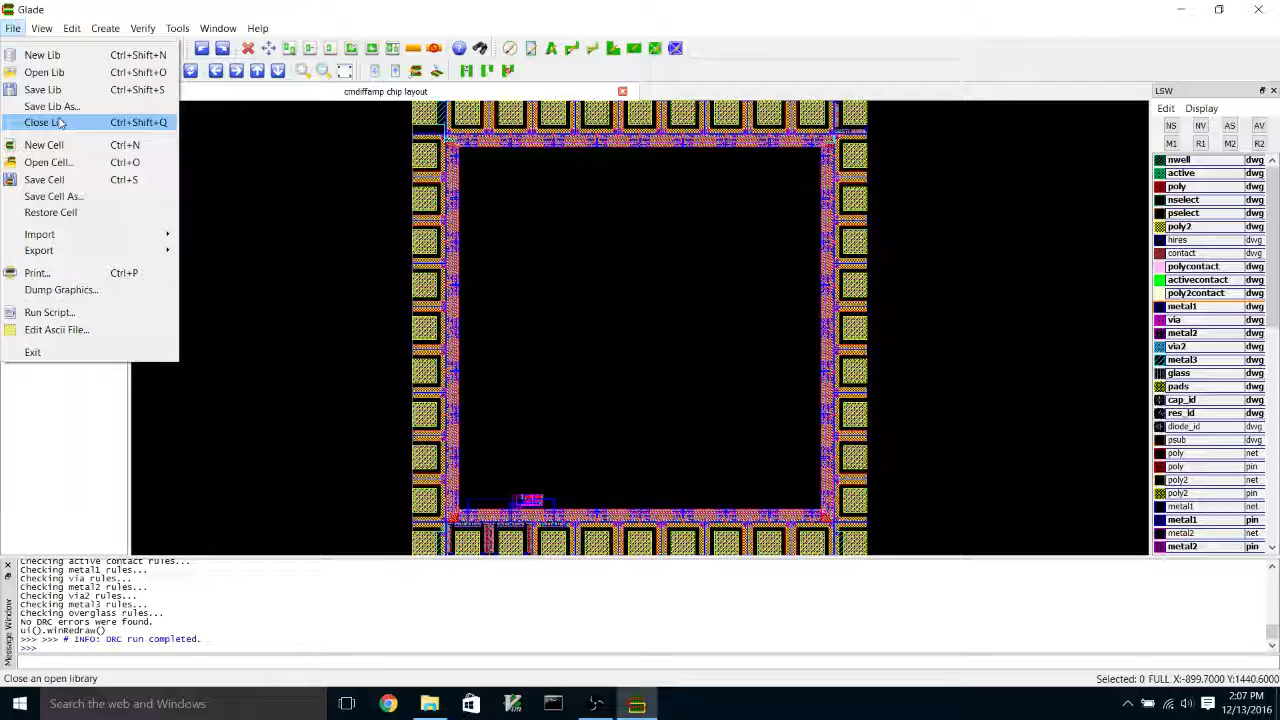 Glade
File View Edit Create Verify Tools Window Help
New Lib Ctrl+Shift+N
Open Lib Ctrl+Shift+O
Save Lib Ctrl+Shift+S
Save Lib As...
Close Lib Ctrl+Shift+Q
New Cell Ctrl+N
Open Cell... Ctrl+O
Save Cell Ctrl+S
Save Cell As...
Restore Cell
Import
Export
Print... Ctrl+P
Dump Graphics...
Run Script...
Edit Ascii File...
Exit
cmdiffamp chip layout
LSW
Edit Display
NS NV AS AV
M1 R1 M2 R2
nwell dwg
active dwg
poly dwg
nselect dwg
pselect dwg
poly2 dwg
hires dwg
contact dwg
polycontact dwg
activecontact dwg
poly2contact dwg
metal1 dwg
via dwg
metal2 dwg
via2 dwg
metal3 dwg
glass dwg
pads dwg
cap_id dwg
res_id dwg
diode_id dwg
psub dwg
poly net
poly pin
poly2 net
poly2 pin
metal1 net
metal1 pin
metal2 net
metal2 pin
Message Window
Checking active contact rules...
Checking metal1 rules...
Checking via rules...
Checking metal2 rules...
Checking via2 rules...
Checking metal3 rules...
Checking overglass rules...
No DRC errors were found.
ui().winRedraw()
>>> >>> # INFO: DRC run completed.
>>>
Close an open library
Selected: 0 FULL X:-899.7000 Y:1440.6000
Search the web and Windows
2:07 PM
12/13/2016